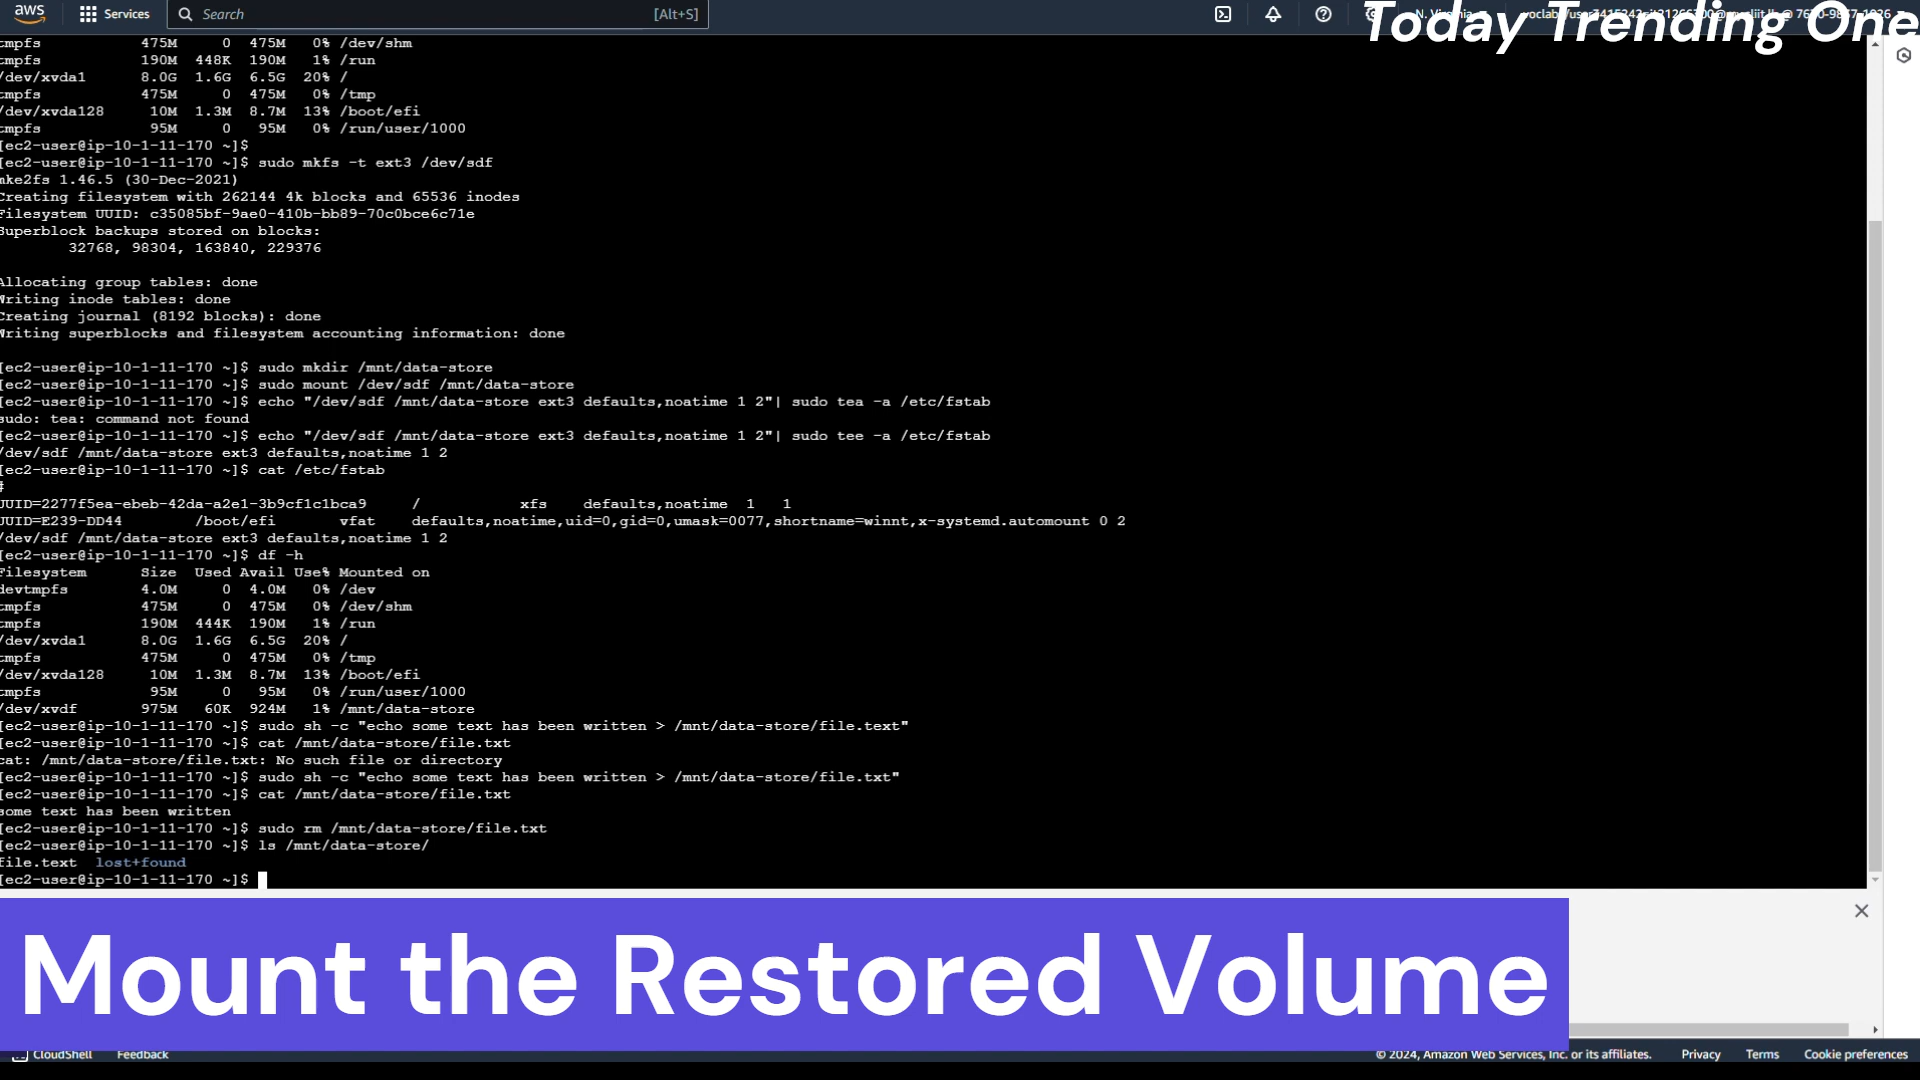 aws Services Search [Alt+S]
Today Trending One
tmpfs 475M 0 475M 0% /dev/shm
tmpfs 190M 448K 190M 1% /run
/dev/xvda1 8.0G 1.6G 6.5G 20% /
tmpfs 475M 0 475M 0% /tmp
/dev/xvda128 10M 1.3M 8.7M 13% /boot/efi
tmpfs 95M 0 95M 0% /run/user/1000
[ec2-user@ip-10-1-11-170 ~]$
[ec2-user@ip-10-1-11-170 ~]$ sudo mkfs -t ext3 /dev/sdf
mke2fs 1.46.5 (30-Dec-2021)
Creating filesystem with 262144 4k blocks and 65536 inodes
Filesystem UUID: c35085bf-9ae0-410b-bb89-70c0bce6c71e
Superblock backups stored on blocks:
32768, 98304, 163840, 229376
Allocating group tables: done
Writing inode tables: done
Creating journal (8192 blocks): done
Writing superblocks and filesystem accounting information: done
[ec2-user@ip-10-1-11-170 ~]$ sudo mkdir /mnt/data-store
[ec2-user@ip-10-1-11-170 ~]$ sudo mount /dev/sdf /mnt/data-store
[ec2-user@ip-10-1-11-170 ~]$ echo "/dev/sdf /mnt/data-store ext3 defaults,noatime 1 2"| sudo tea -a /etc/fstab
sudo: tea: command not found
[ec2-user@ip-10-1-11-170 ~]$ echo "/dev/sdf /mnt/data-store ext3 defaults,noatime 1 2"| sudo tee -a /etc/fstab
/dev/sdf /mnt/data-store ext3 defaults,noatime 1 2
[ec2-user@ip-10-1-11-170 ~]$ cat /etc/fstab
#
UUID=2277f5ea-ebeb-42da-a2e1-3b9cf1c1bca9 / xfs defaults,noatime 1 1
UUID=E239-DD44 /boot/efi vfat defaults,noatime,uid=0,gid=0,umask=0077,shortname=winnt,x-systemd.automount 0 2
/dev/sdf /mnt/data-store ext3 defaults,noatime 1 2
[ec2-user@ip-10-1-11-170 ~]$ df -h
Filesystem Size Used Avail Use% Mounted on
devtmpfs 4.0M 0 4.0M 0% /dev
tmpfs 475M 0 475M 0% /dev/shm
tmpfs 190M 444K 190M 1% /run
/dev/xvda1 8.0G 1.6G 6.5G 20% /
tmpfs 475M 0 475M 0% /tmp
/dev/xvda128 10M 1.3M 8.7M 13% /boot/efi
tmpfs 95M 0 95M 0% /run/user/1000
/dev/xvdf 975M 60K 924M 1% /mnt/data-store
[ec2-user@ip-10-1-11-170 ~]$ sudo sh -c "echo some text has been written > /mnt/data-store/file.text"
[ec2-user@ip-10-1-11-170 ~]$ cat /mnt/data-store/file.txt
cat: /mnt/data-store/file.txt: No such file or directory
[ec2-user@ip-10-1-11-170 ~]$ sudo sh -c "echo some text has been written > /mnt/data-store/file.txt"
[ec2-user@ip-10-1-11-170 ~]$ cat /mnt/data-store/file.txt
some text has been written
[ec2-user@ip-10-1-11-170 ~]$ sudo rm /mnt/data-store/file.txt
[ec2-user@ip-10-1-11-170 ~]$ ls /mnt/data-store/
file.text lost+found
[ec2-user@ip-10-1-11-170 ~]$
Mount the Restored Volume
CloudShell Feedback © 2024, Amazon Web Services, Inc. or its affiliates. Privacy Terms Cookie preferences